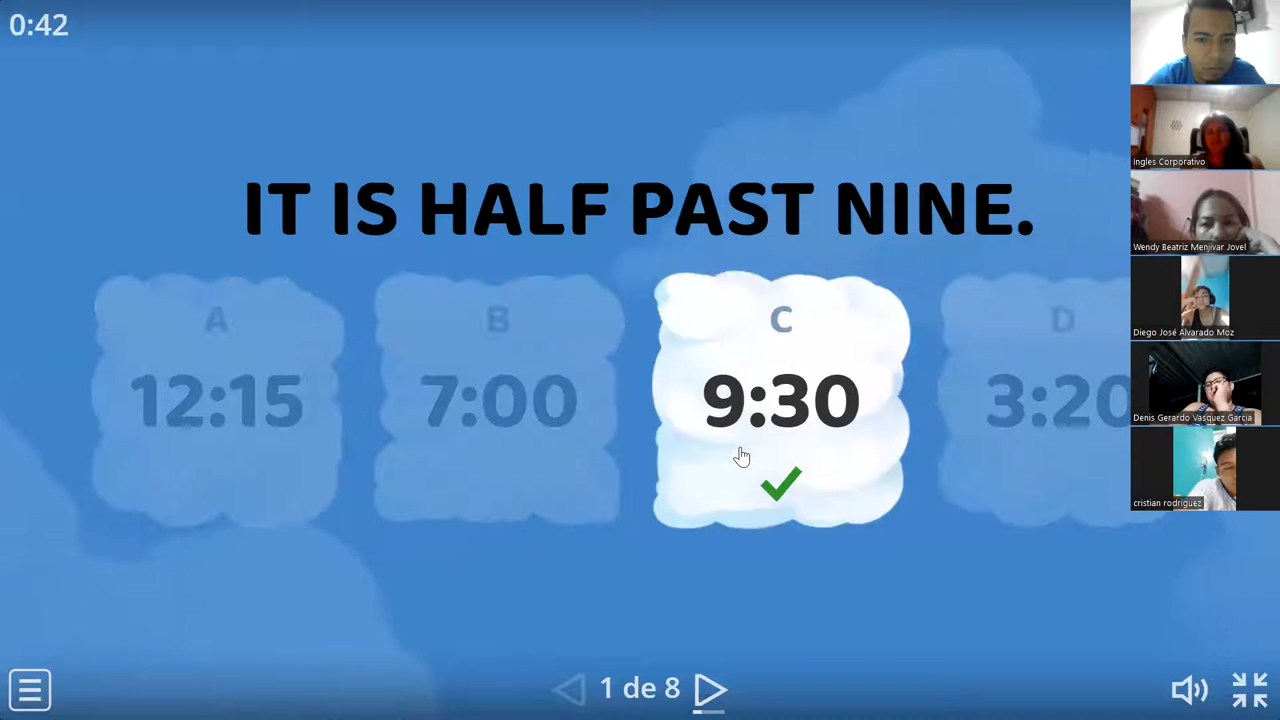 0:42
IT IS HALF PAST NINE.
A
12:15
B
7:00
C
9:30
D
3:20
1 de 8
Ingles Corporativo
Wendy Beatriz Menjivar Jovel
Diego José Alvarado Moz
Denis Gerardo Vasquez Garcia
cristian rodriguez